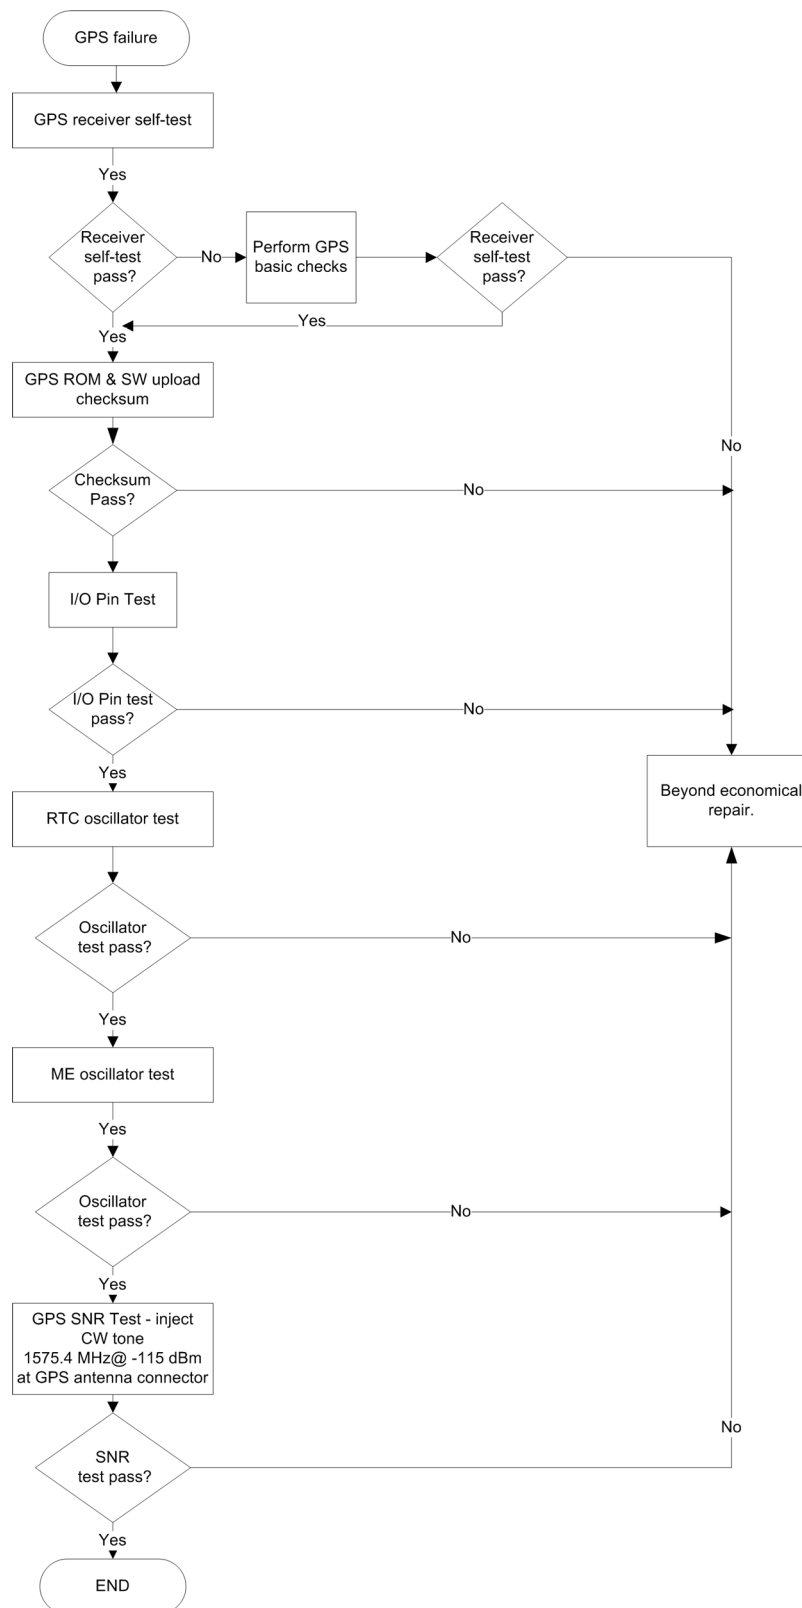 GPS failure
GPS receiver self-test
Yes
Receiver
self-test
pass?
No
Perform GPS
basic checks
Receiver
self-test
pass?
Yes
Yes
GPS ROM & SW upload
checksum
No
Checksum
Pass?
No
I/O Pin Test
I/O Pin test
pass?
No
Yes
Beyond economical
repair.
RTC oscillator test
Oscillator
test pass?
No
Yes
ME oscillator test
Yes
Oscillator
test pass?
No
Yes
GPS SNR Test - inject
CW tone
1575.4 MHz@ -115 dBm
at GPS antenna connector
No
SNR
test pass?
Yes
END